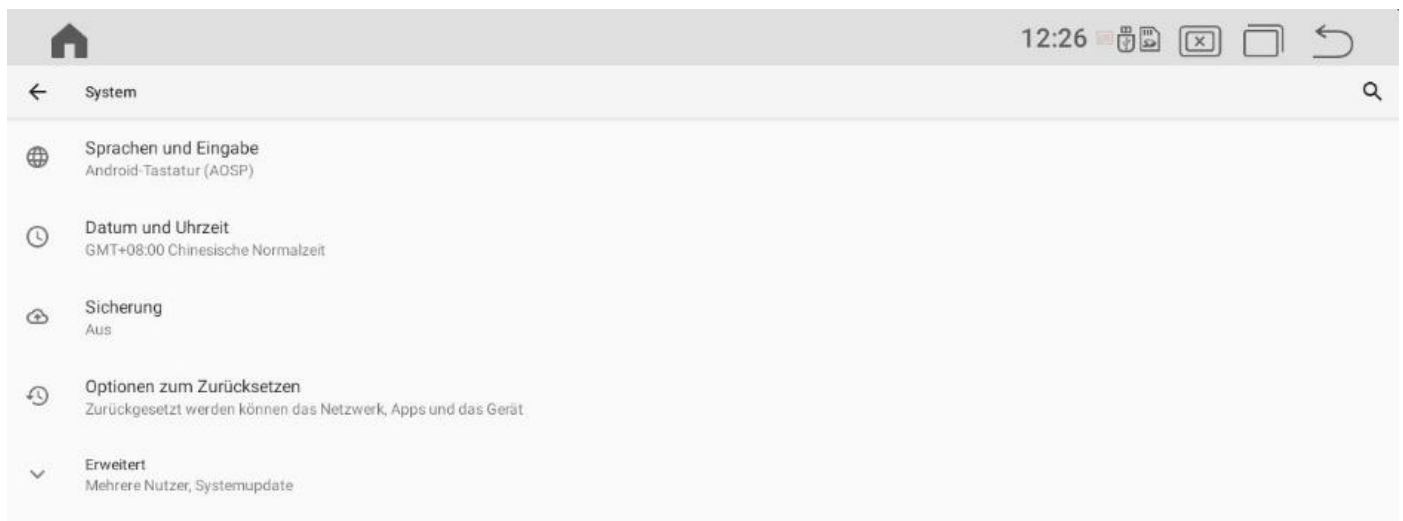 12:26
System
Sprachen und Eingabe
Android-Tastatur (AOSP)
Datum und Uhrzeit
GMT+08:00 Chinesische Normalzeit
Sicherung
Aus
Optionen zum Zurücksetzen
Zurückgesetzt werden können das Netzwerk, Apps und das Gerät
Erweitert
Mehrere Nutzer, Systemupdate